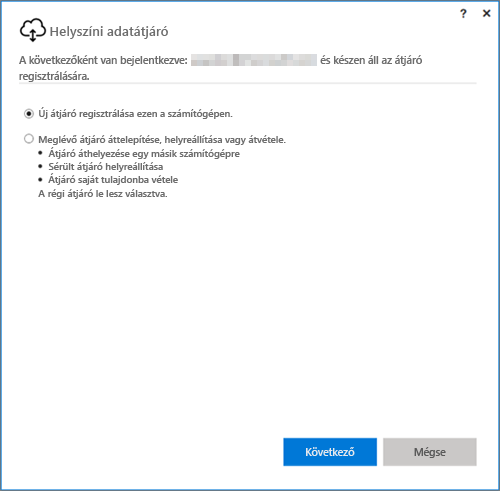 ? ×
Helyszíni adatátjáró
A következőként van bejelentkezve: és készen áll az átjáró
regisztrálására.
Új átjáró regisztrálása ezen a számítógépen.
Meglévő átjáró áttelepítése, helyreállítása vagy átvétele.
• Átjáró áthelyezése egy másik számítógépre
• Sérült átjáró helyreállítása
• Átjáró saját tulajdonba vétele
A régi átjáró le lesz választva.
Következő Mégse